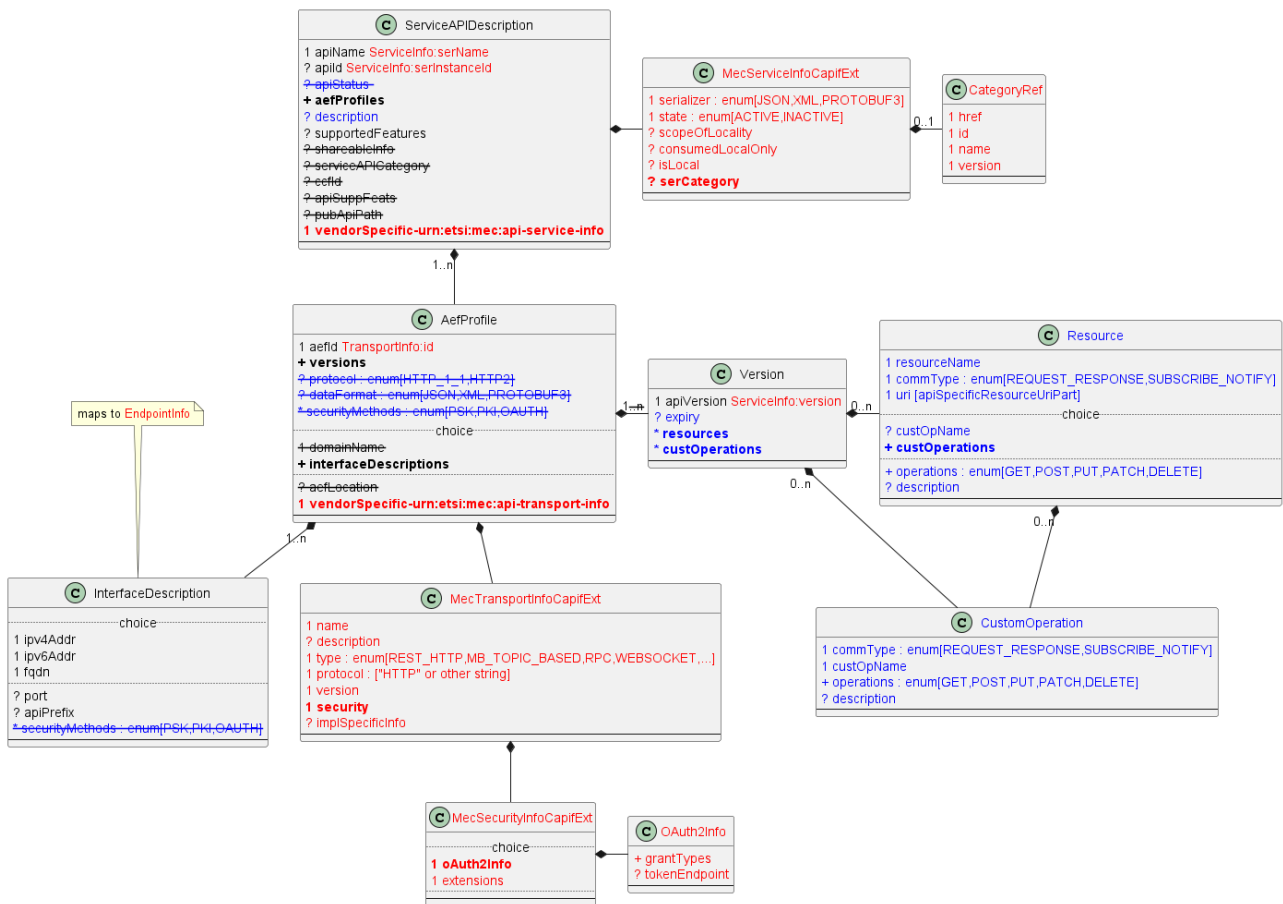 C ServiceAPIDescription
1 apiName ServiceInfo:serName
? apiId ServiceInfo:serInstanceId
? apiStatus
+ aefProfiles
? description
? supportedFeatures
? shareableInfo
? serviceAPICategory
? ccfId
? apiSuppFeats
? pubApiPath
1 vendorSpecific-urn:etsi:mec:api-service-info
C MecServiceInfoCapifExt
1 serializer : enum[JSON,XML,PROTOBUF3]
1 state : enum[ACTIVE,INACTIVE]
? scopeOfLocality
? consumedLocalOnly
? isLocal
? serCategory
0..1
C CategoryRef
1 href
1 id
1 name
1 version
1..n
C AefProfile
1 aefId TransportInfo:id
+ versions
? protocol : enum[HTTP_1_1,HTTP2]
? dataFormat : enum[JSON,XML,PROTOBUF3]
* securityMethods : enum[PSK,PKI,OAUTH]
choice
1 domainName
+ interfaceDescriptions
? aefLocation
1 vendorSpecific-urn:etsi:mec:api-transport-info
1..n
C Version
1 apiVersion ServiceInfo:version
? expiry
* resources
* custOperations
0..n
C Resource
1 resourceName
1 commType : enum[REQUEST_RESPONSE,SUBSCRIBE_NOTIFY]
1 uri [apiSpecificResourceUriPart]
choice
? custOpName
+ custOperations
+ operations : enum[GET,POST,PUT,PATCH,DELETE]
? description
maps to EndpointInfo
1..n
0..n
0..n
C InterfaceDescription
choice
1 ipv4Addr
1 ipv6Addr
1 fqdn
? port
? apiPrefix
* securityMethods : enum[PSK,PKI,OAUTH]
C MecTransportInfoCapifExt
1 name
? description
1 type : enum[REST_HTTP,MB_TOPIC_BASED,RPC,WEBSOCKET,...]
1 protocol : ["HTTP" or other string]
1 version
1 security
? implSpecificInfo
C CustomOperation
1 commType : enum[REQUEST_RESPONSE,SUBSCRIBE_NOTIFY]
1 custOpName
+ operations : enum[GET,POST,PUT,PATCH,DELETE]
? description
C MecSecurityInfoCapifExt
choice
1 oAuth2Info
1 extensions
C OAuth2Info
+ grantTypes
? tokenEndpoint